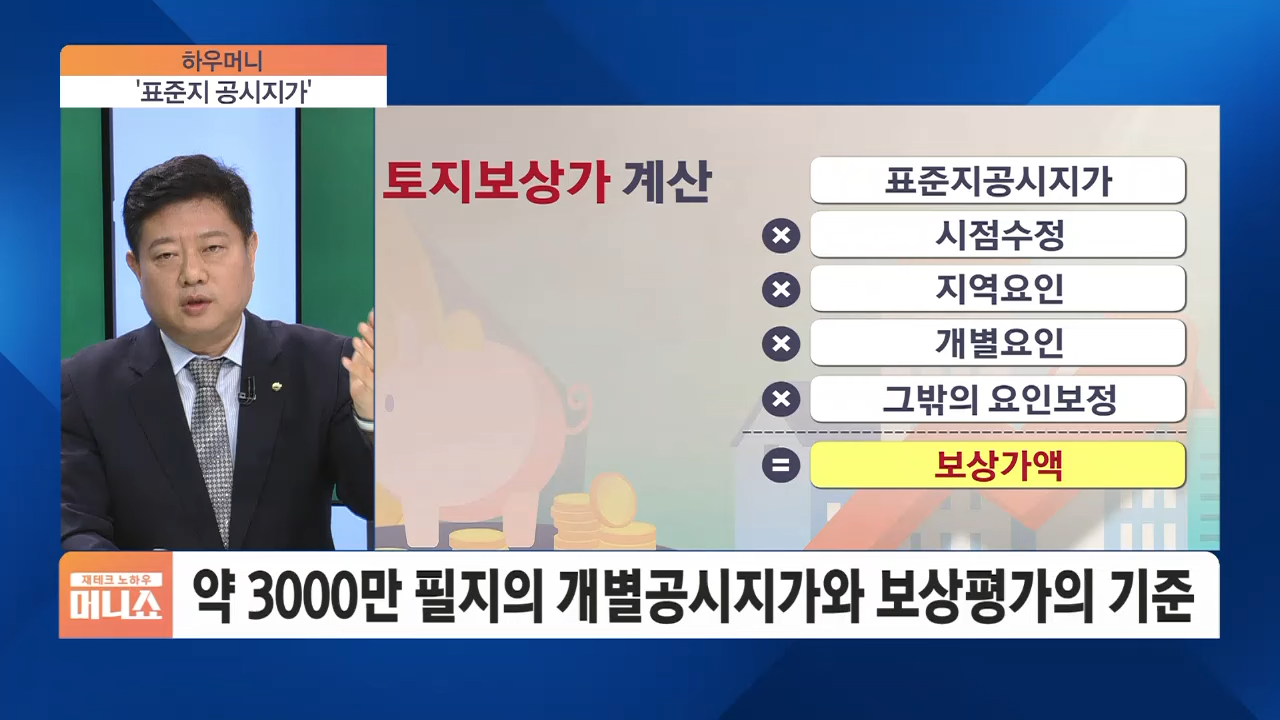 하우머니
'표준지 공시지가'
토지보상가 계산
표준지공시지가
× 시점수정
× 지역요인
× 개별요인
× 그밖의 요인보정
= 보상가액
재테크 노하우
머니쇼
약 3000만 필지의 개별공시지가와 보상평가의 기준